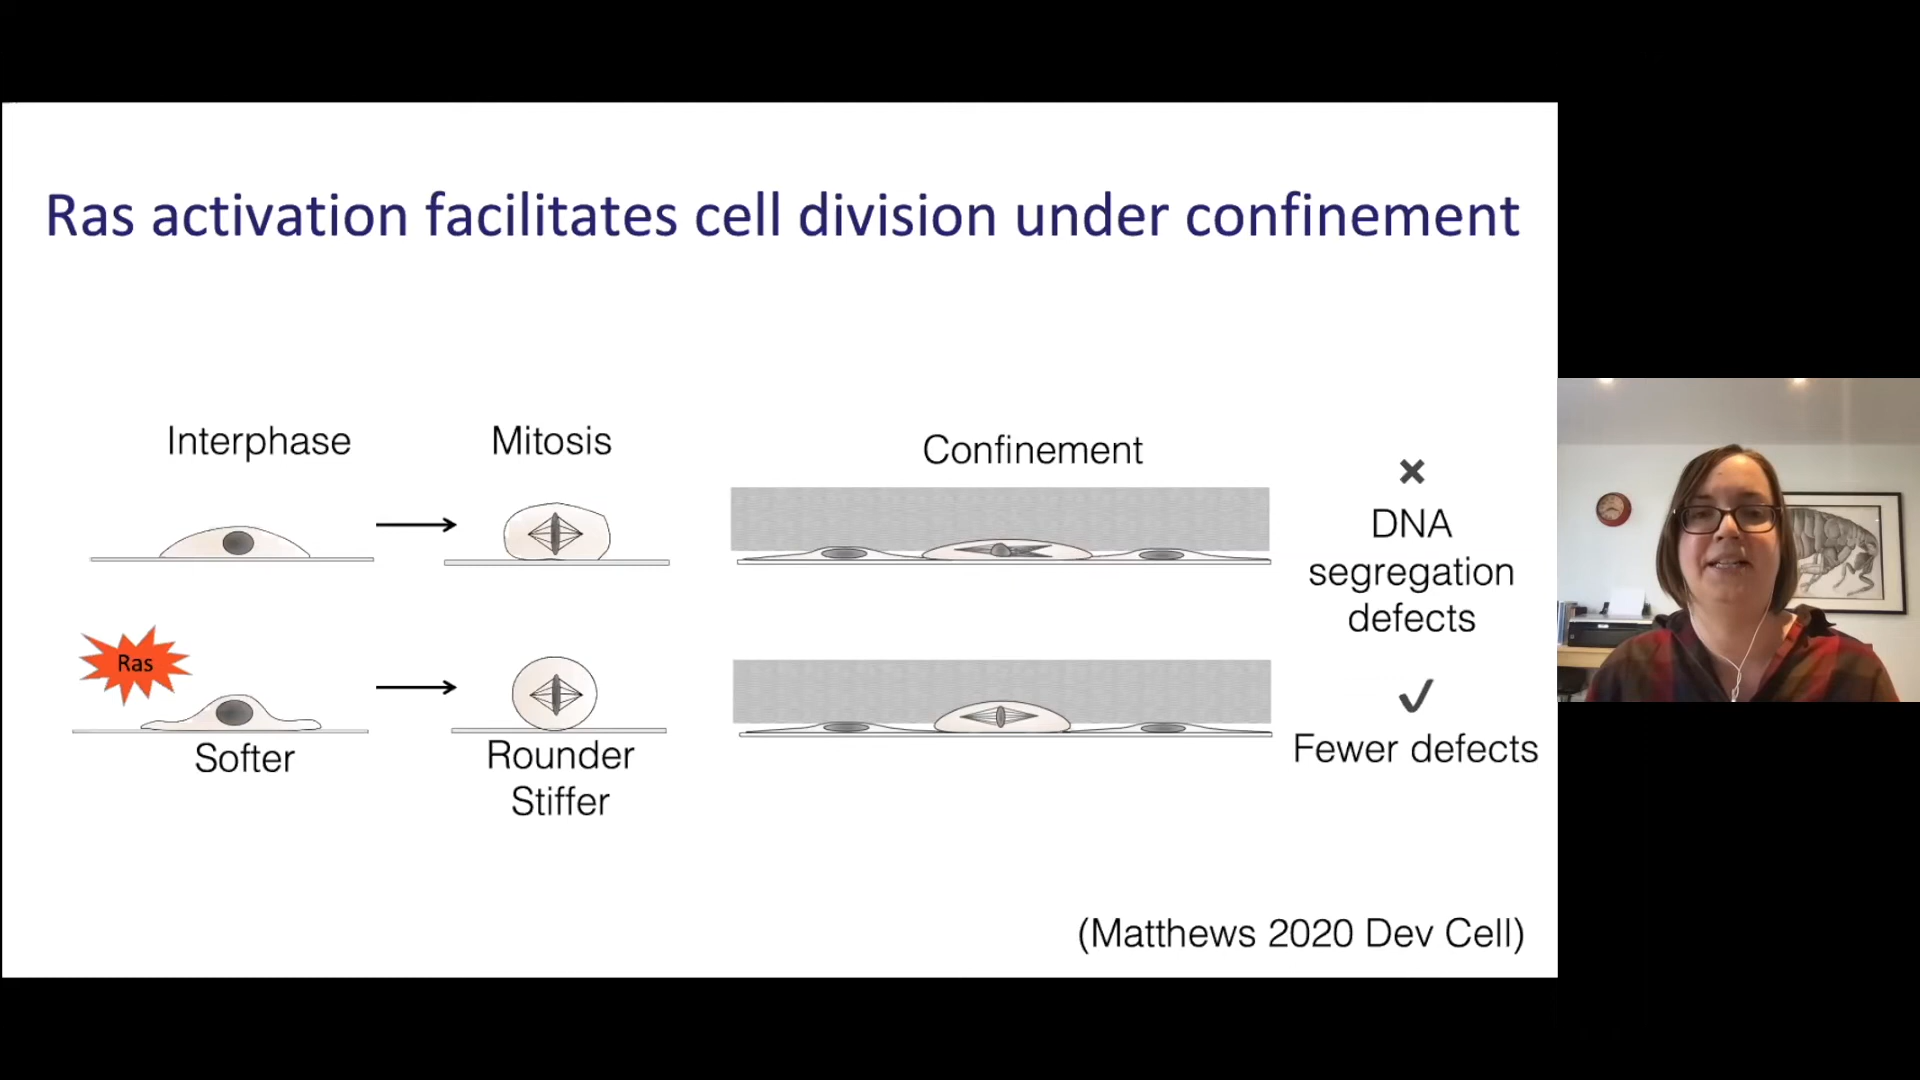 Ras activation facilitates cell division under confinement
Interphase
Mitosis
Confinement
DNA
segregation
defects
Ras
Softer
Rounder
Stiffer
Fewer defects
(Matthews 2020 Dev Cell)